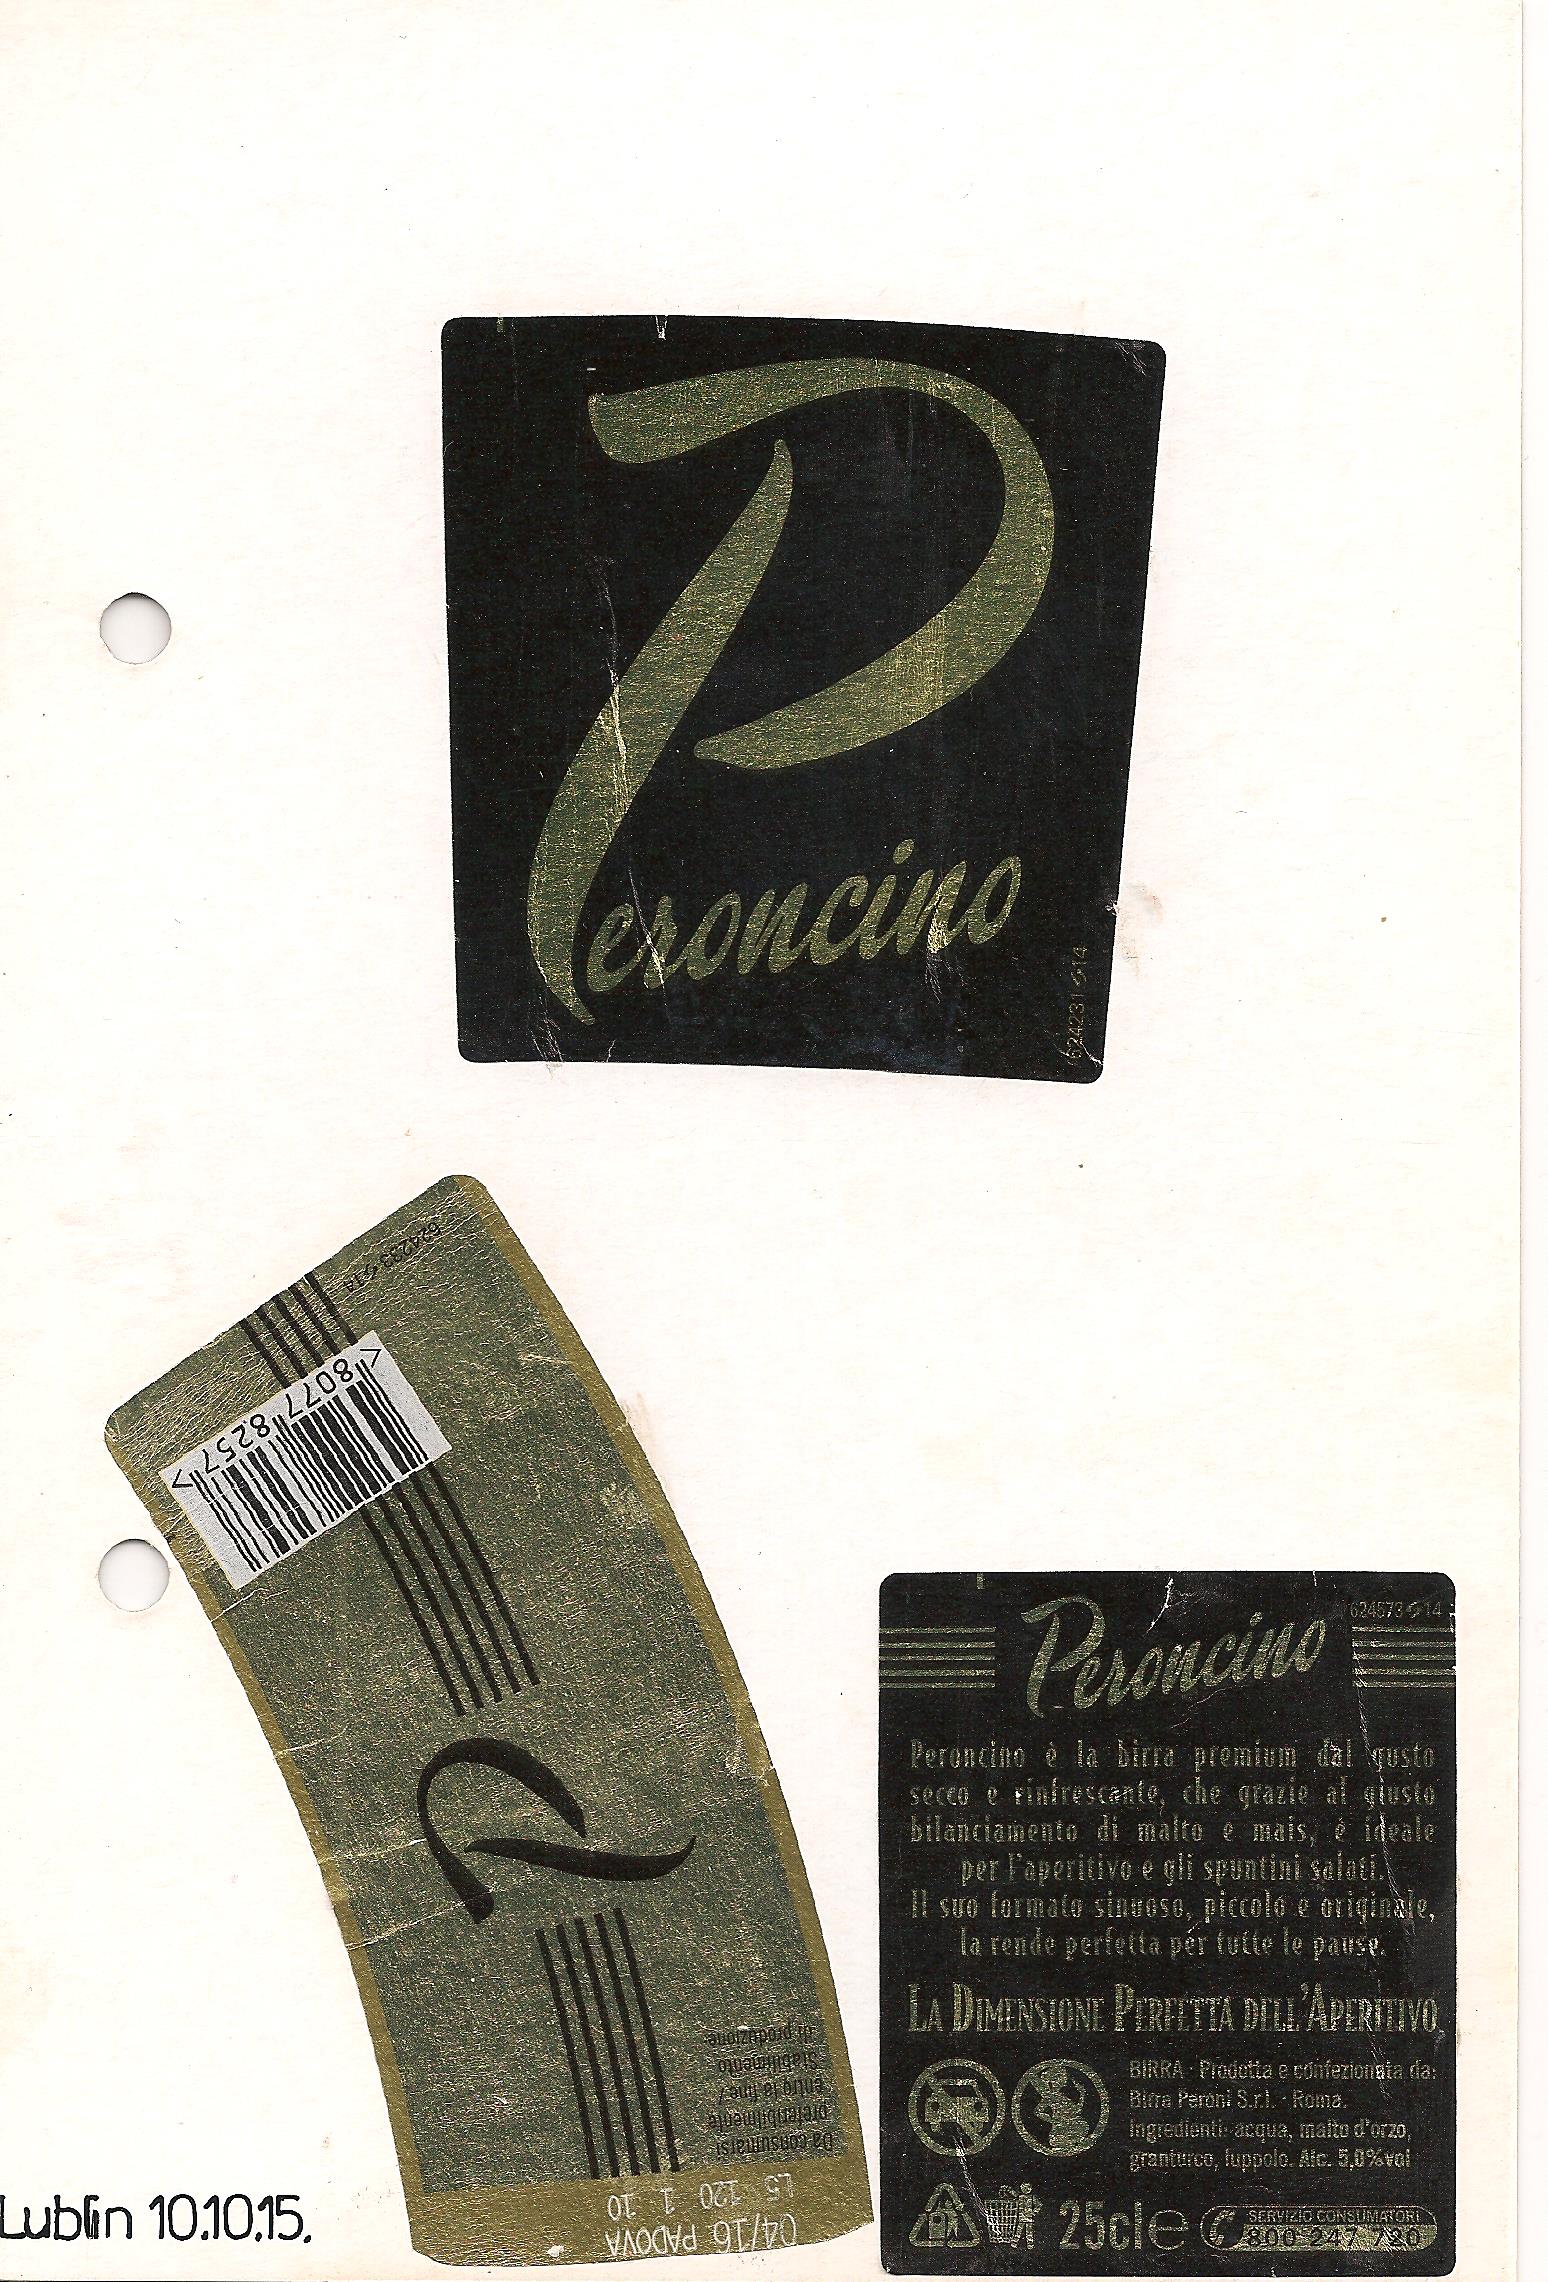 Peroncino
624231 14
624233 14
<8077 8257>
P
Da consumarsi
preferibilmente
entro la fine /
Stabilimento
di produzione
04/16 PADOVA
L5 120 1 10
Peroncino
624573 14
Peroncino è la birra premium dal gusto
secco e rinfrescante, che grazie al giusto
bilanciamento di malto e mais, è ideale
per l'aperitivo e gli spuntini salati.
Il suo formato sinuoso, piccolo e originale,
la rende perfetta per tutte le pause.
LA DIMENSIONE PERFETTA DELL'APERITIVO
BIRRA - Prodotta e confezionata da:
Birra Peroni S.r.l. - Roma.
Ingredienti: acqua, malto d'orzo,
granturco, luppolo. Alc. 5,0%vol
25cl e
SERVIZIO CONSUMATORI
800-247 720
Lublin 10.10.15.